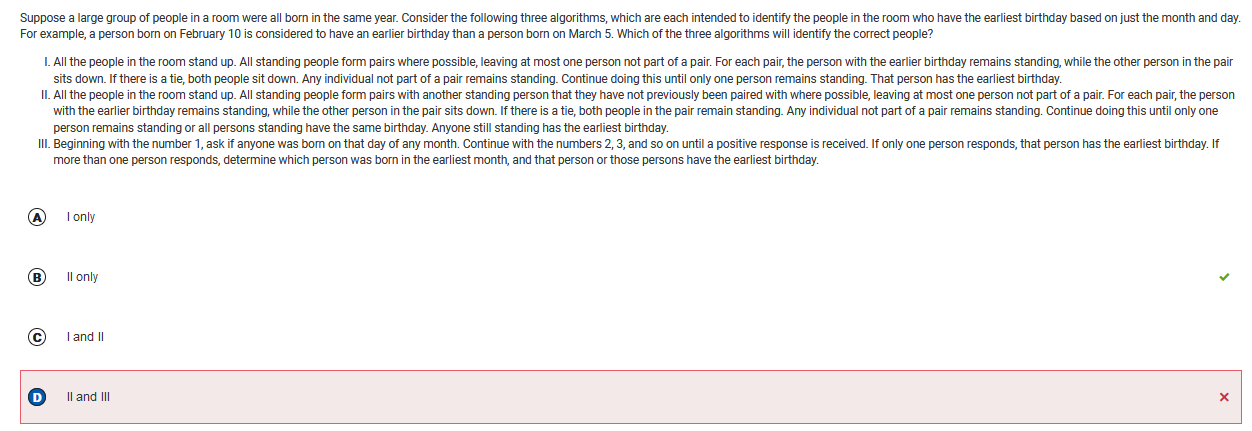 Suppose a large group of people in a room were all born in the same year. Consider the following three algorithms, which are each intended to identify the people in the room who have the earliest birthday based on just the month and day.
For example, a person born on February 10 is considered to have an earlier birthday than a person born on March 5. Which of the three algorithms will identify the correct people?
I. All the people in the room stand up. All standing people form pairs where possible, leaving at most one person not part of a pair. For each pair, the person with the earlier birthday remains standing, while the other person in the pair
sits down. If there is a tie, both people sit down. Any individual not part of a pair remains standing. Continue doing this until only one person remains standing. That person has the earliest birthday.
II. All the people in the room stand up. All standing people form pairs with another standing person that they have not previously been paired with where possible, leaving at most one person not part of a pair. For each pair, the person
with the earlier birthday remains standing, while the other person in the pair sits down. If there is a tie, both people in the pair remain standing. Any individual not part of a pair remains standing. Continue doing this until only one
person remains standing or all persons standing have the same birthday. Anyone still standing has the earliest birthday.
III. Beginning with the number 1, ask if anyone was born on that day of any month. Continue with the numbers 2, 3, and so on until a positive response is received. If only one person responds, that person has the earliest birthday. If
more than one person responds, determine which person was born in the earliest month, and that person or those persons have the earliest birthday.
A I only
B II only
C I and II
D II and III